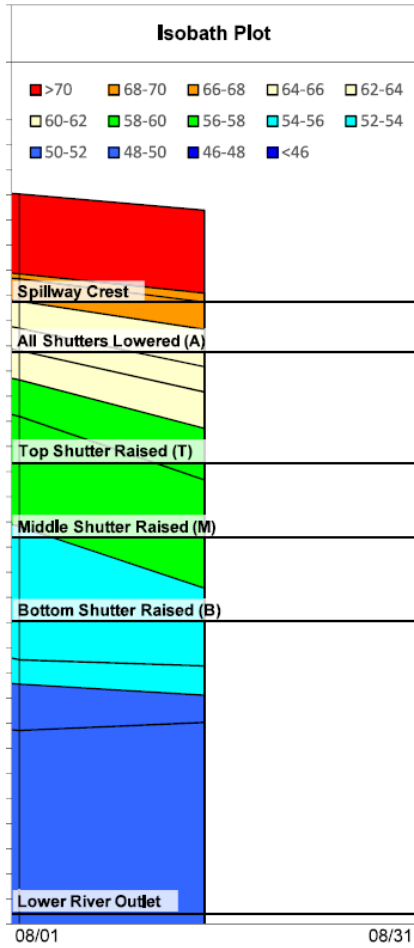 Isobath Plot
>70 68-70 66-68 64-66 62-64
60-62 58-60 56-58 54-56 52-54
50-52 48-50 46-48 <46
Spillway Crest
All Shutters Lowered (A)
Top Shutter Raised (T)
Middle Shutter Raised (M)
Bottom Shutter Raised (B)
Lower River Outlet
08/01 08/31